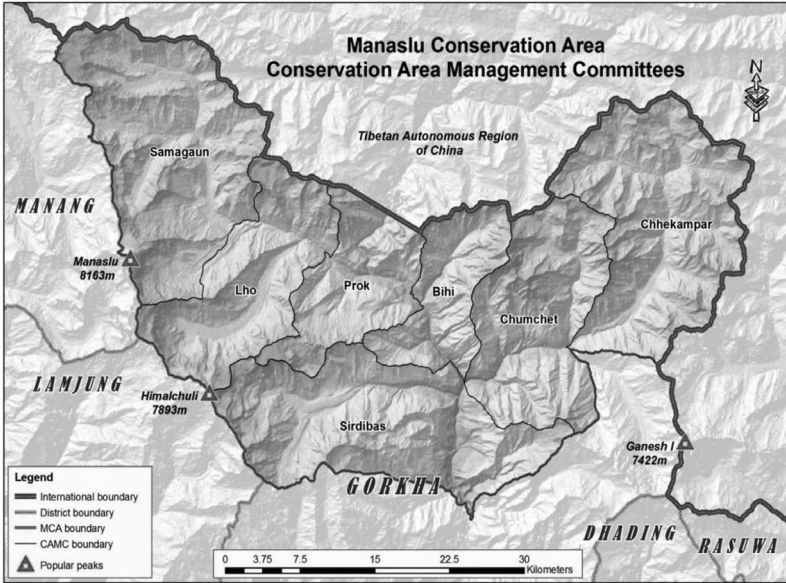 Manaslu Conservation Area
Conservation Area Management Committees
N
Tibetan Autonomous Region
of China
Samagaun
MANANG
Chhekampar
Manaslu
8163m
Lho
Prok
Bihi
Chumchet
LAMJUNG
Himalchuli
7893m
Sirdibas
Ganesh I
7422m
GORKHA
DHADING
RASUWA
Legend
International boundary
District boundary
MCA boundary
CAMC boundary
Popular peaks
0 3.75 7.5 15 22.5 30
Kilometers